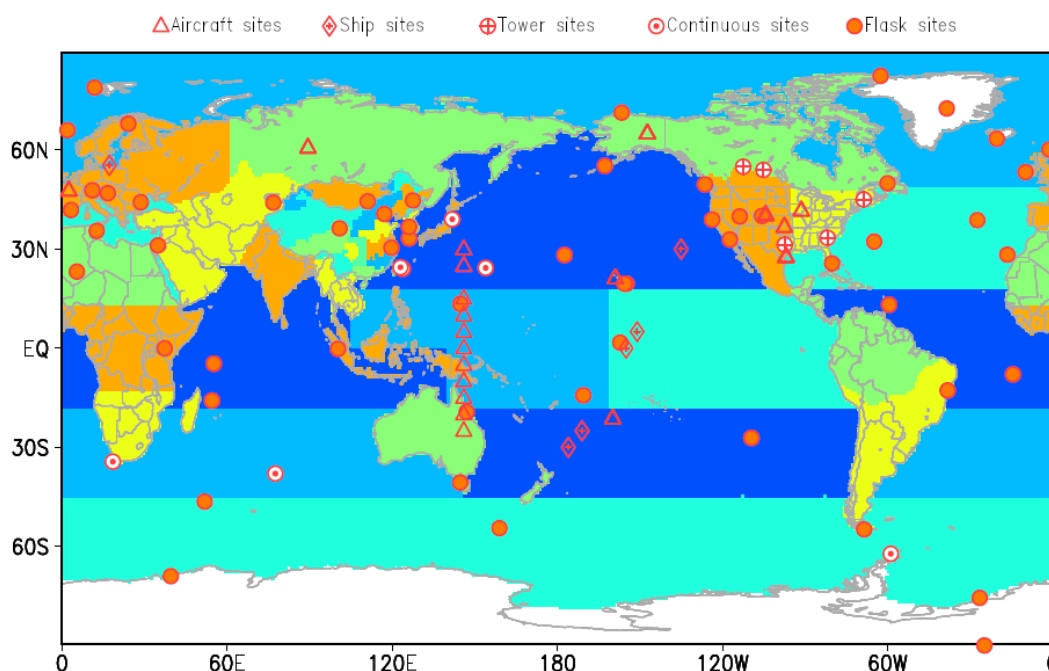 Aircraft sites Ship sites Tower sites Continuous sites Flask sites
60N
30N
EQ
30S
60S
0 60E 120E 180 120W 60W